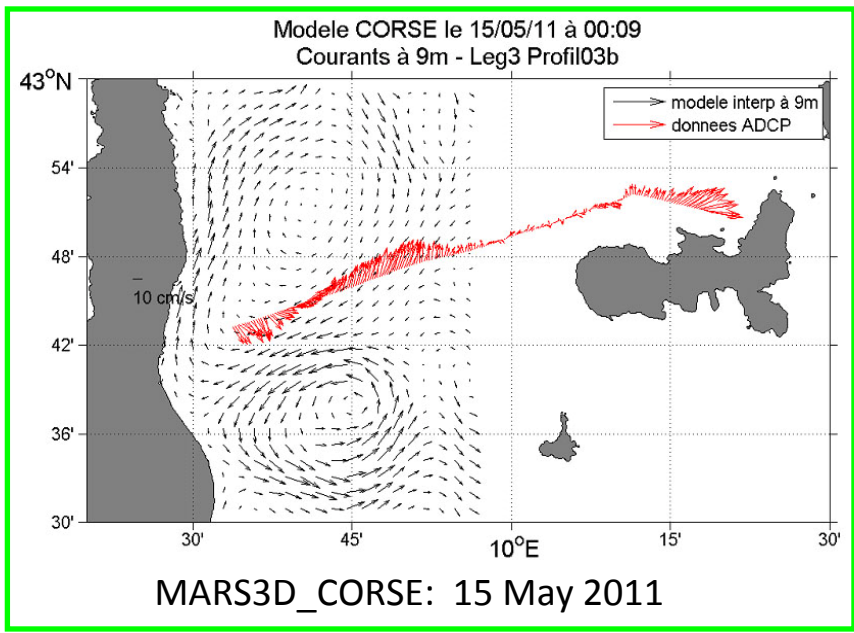 Modele CORSE le 15/05/11 à 00:09
Courants à 9m - Leg3 Profil03b
43°N
modele interp à 9m
donnees ADCP
54'
48'
10 cm/s
42'
36'
30'
30' 45' 10°E 15' 30'
MARS3D_CORSE: 15 May 2011